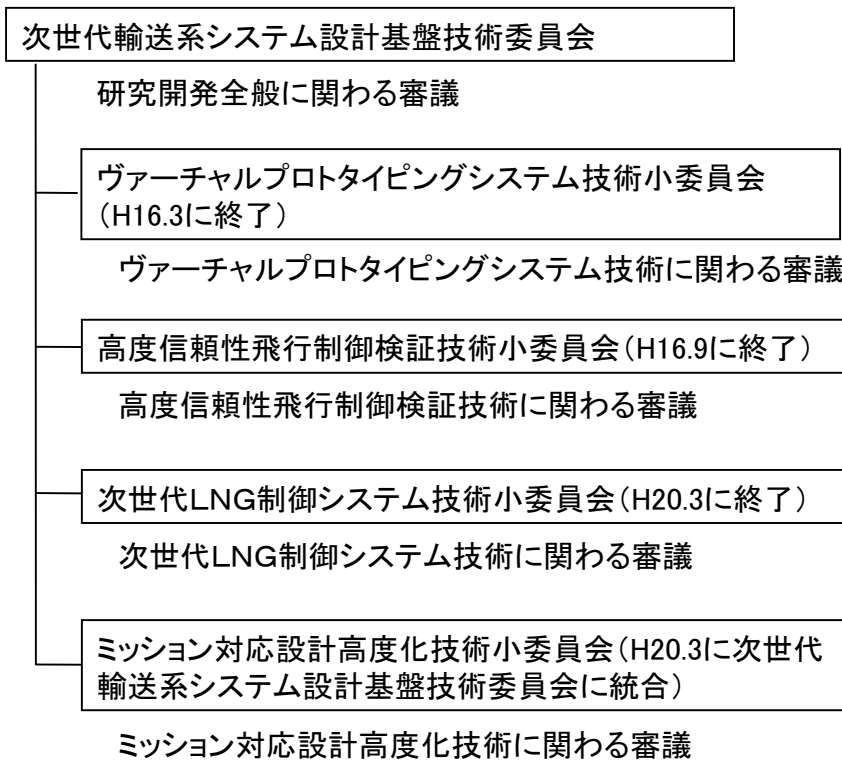 次世代輸送系システム設計基盤技術委員会
研究開発全般に関わる審議
ヴァーチャルプロトタイピングシステム技術小委員会
（H16.3に終了）
ヴァーチャルプロトタイピングシステム技術に関わる審議
高度信頼性飛行制御検証技術小委員会（H16.9に終了）
高度信頼性飛行制御検証技術に関わる審議
次世代ＬＮＧ制御システム技術小委員会（H20.3に終了）
次世代ＬＮＧ制御システム技術に関わる審議
ミッション対応設計高度化技術小委員会（H20.3に次世代
輸送系システム設計基盤技術委員会に統合）
ミッション対応設計高度化技術に関わる審議